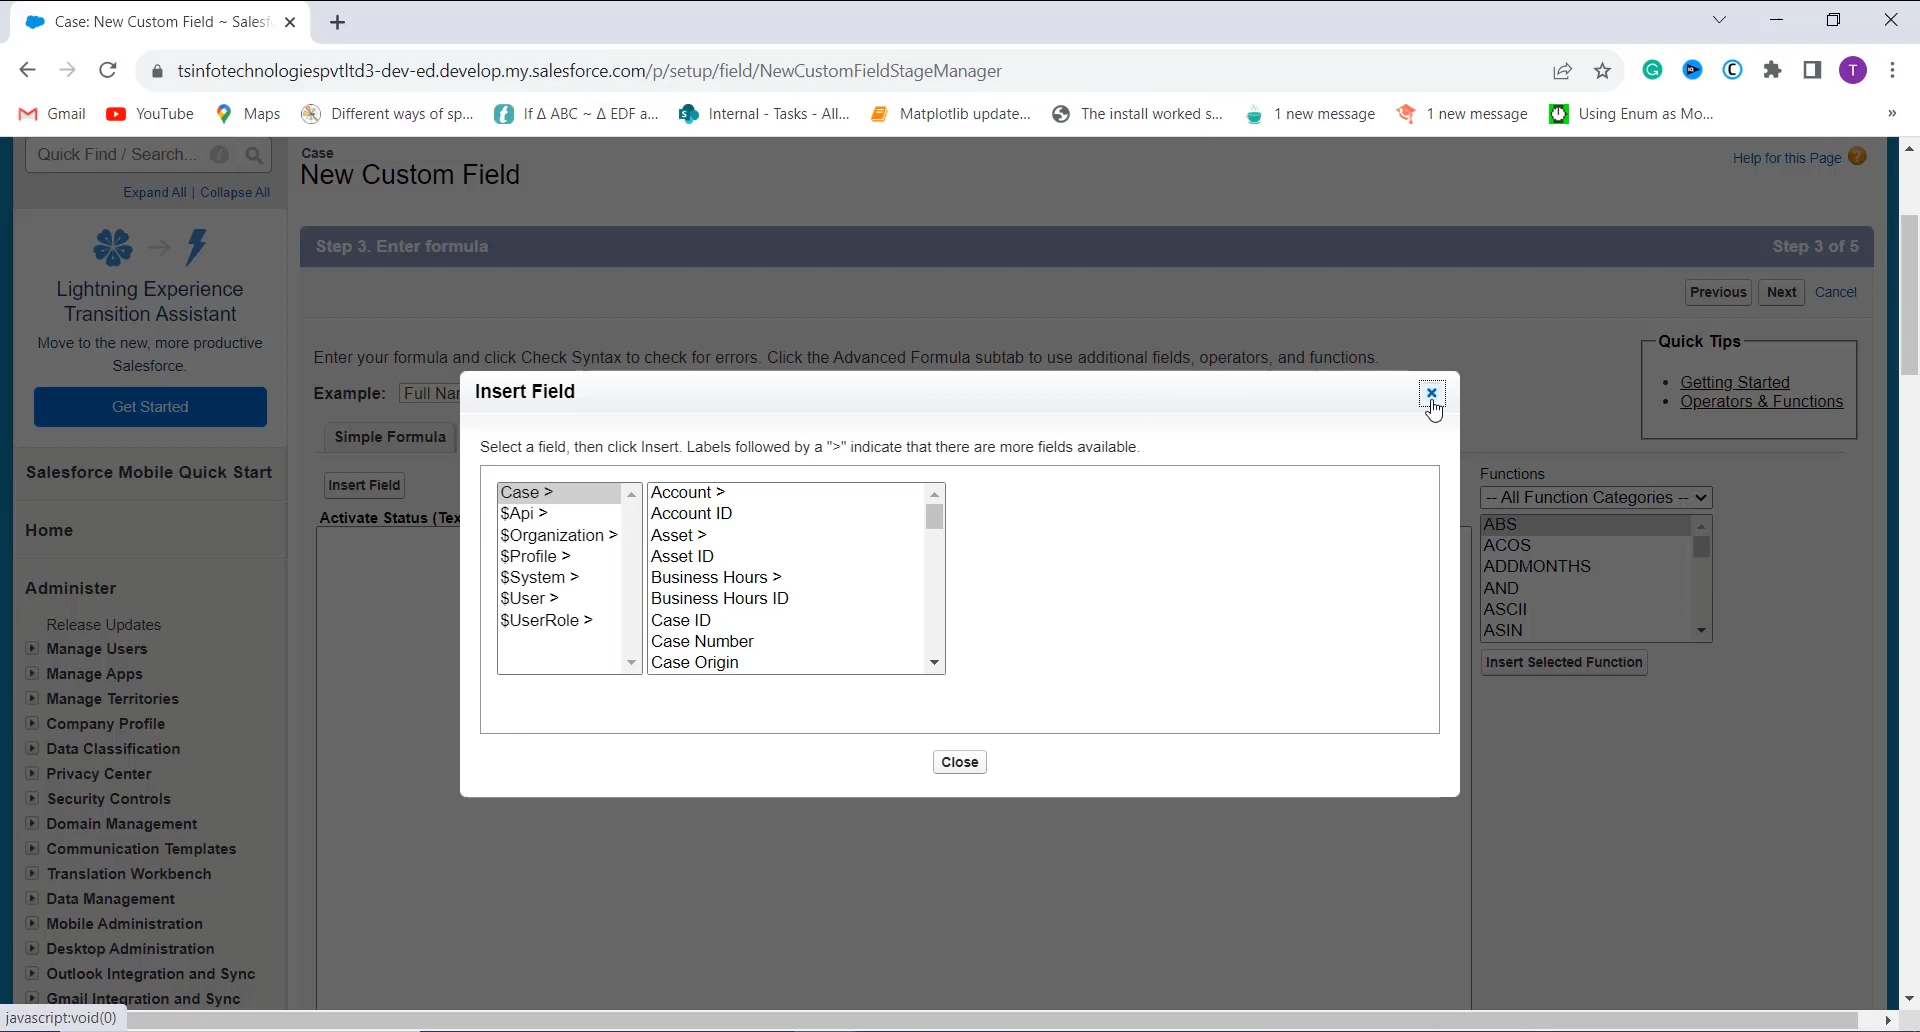 Case: New Custom Field ~ Salesf
tsinfotechnologiespvtltd3-dev-ed.develop.my.salesforce.com/p/setup/field/NewCustomFieldStageManager
T
Gmail
YouTube
Maps
Different ways of sp...
If Δ ABC ~ Δ EDF a...
Internal - Tasks - All...
Matplotlib update...
The install worked s...
1 new message
1 new message
Using Enum as Mo...
»
Quick Find / Search...
Expand All | Collapse All
Lightning Experience
Transition Assistant
Move to the new, more productive
Salesforce.
Get Started
Salesforce Mobile Quick Start
Home
Administer
Release Updates
Manage Users
Manage Apps
Manage Territories
Company Profile
Data Classification
Privacy Center
Security Controls
Domain Management
Communication Templates
Translation Workbench
Data Management
Mobile Administration
Desktop Administration
Outlook Integration and Sync
Gmail Integration and Sync
javascript:void(0)
Case
New Custom Field
Help for this Page ?
Step 3. Enter formula
Step 3 of 5
Previous
Next
Cancel
Enter your formula and click Check Syntax to check for errors. Click the Advanced Formula subtab to use additional fields, operators, and functions.
Example:
Full Nar
Quick Tips
Getting Started
Operators & Functions
Simple Formula
Insert Field
Activate Status (Tex
Insert Field
Select a field, then click Insert. Labels followed by a ">" indicate that there are more fields available.
Case >
$Api >
$Organization >
$Profile >
$System >
$User >
$UserRole >
Account >
Account ID
Asset >
Asset ID
Business Hours >
Business Hours ID
Case ID
Case Number
Case Origin
Close
Functions
-- All Function Categories --
ABS
ACOS
ADDMONTHS
AND
ASCII
ASIN
Insert Selected Function